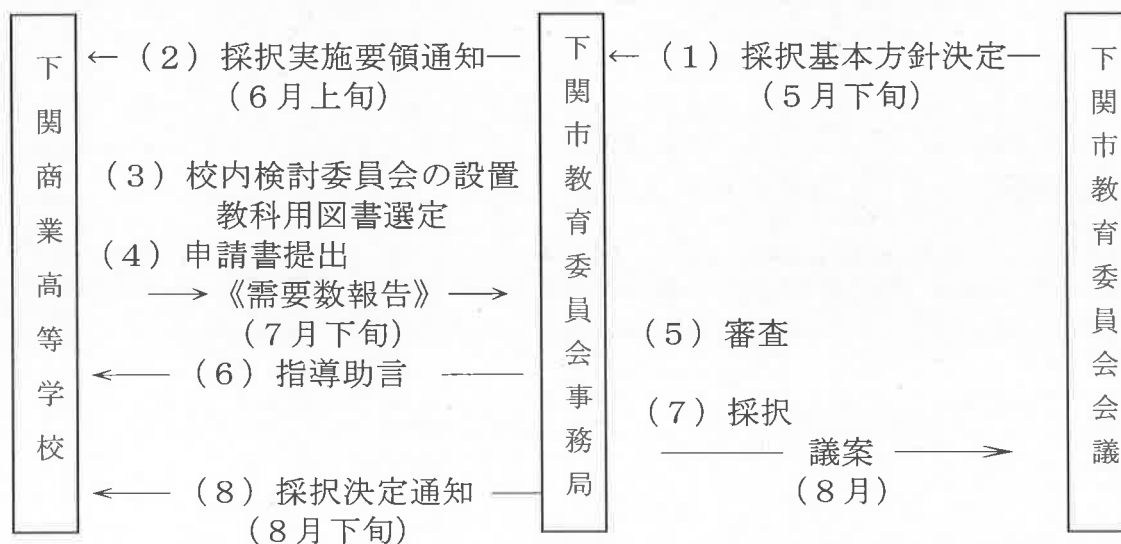 下関商業高等学校
←(2)採択実施要領通知―
(6月上旬)
(3)校内検討委員会の設置
教科用図書選定
(4)申請書提出
→《需要数報告》→
(7月下旬)
←(6)指導助言―
←(8)採択決定通知―
(8月下旬)
下関市教育委員会事務局
←(1)採択基本方針決定―
(5月下旬)
(5)審査
(7)採択
―議案→
(8月)
下関市教育委員会会議